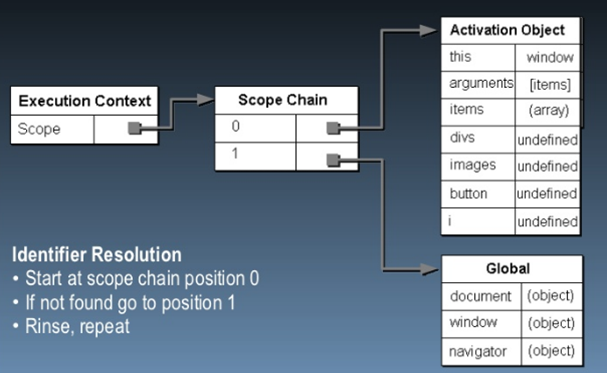 Execution Context
Scope
Scope Chain
0
1
Activation Object
this window
arguments [items]
items (array)
divs undefined
images undefined
button undefined
i undefined
Global
document (object)
window (object)
navigator (object)
Identifier Resolution
• Start at scope chain position 0
• If not found go to position 1
• Rinse, repeat